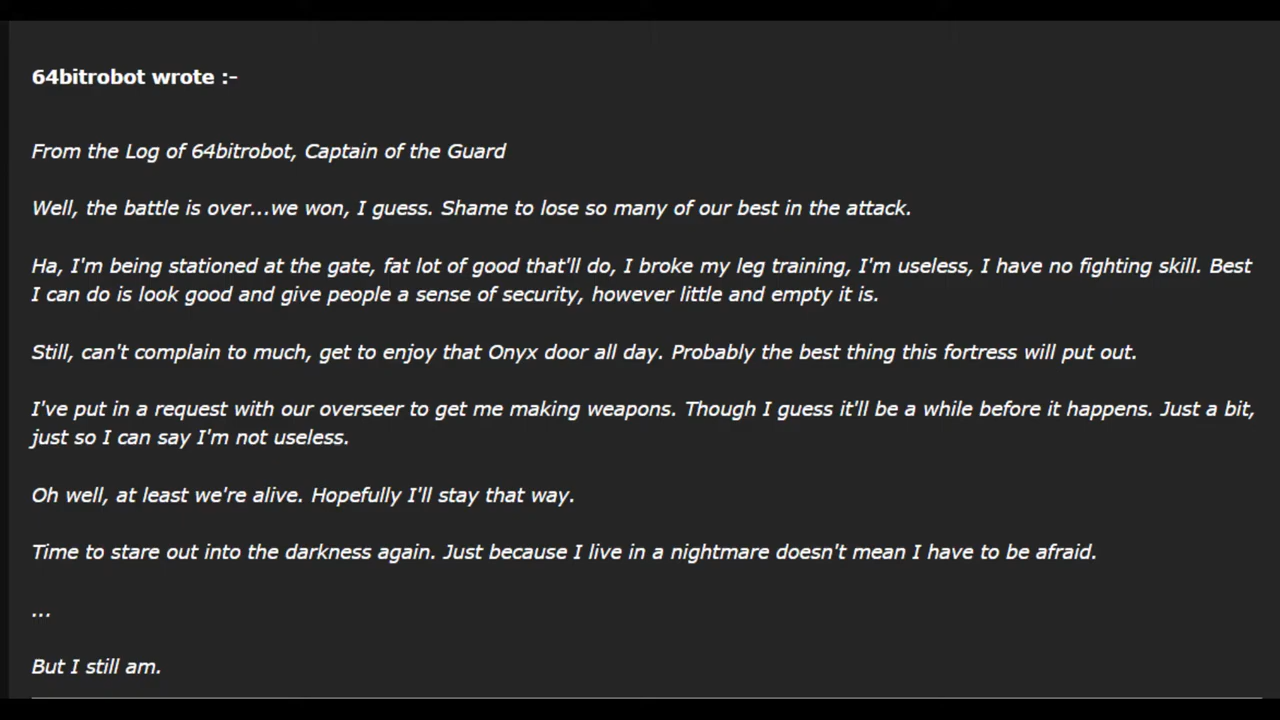 64bitrobot wrote :-
From the Log of 64bitrobot, Captain of the Guard
Well, the battle is over...we won, I guess. Shame to lose so many of our best in the attack.
Ha, I'm being stationed at the gate, fat lot of good that'll do, I broke my leg training, I'm useless, I have no fighting skill. Best
I can do is look good and give people a sense of security, however little and empty it is.
Still, can't complain to much, get to enjoy that Onyx door all day. Probably the best thing this fortress will put out.
I've put in a request with our overseer to get me making weapons. Though I guess it'll be a while before it happens. Just a bit,
just so I can say I'm not useless.
Oh well, at least we're alive. Hopefully I'll stay that way.
Time to stare out into the darkness again. Just because I live in a nightmare doesn't mean I have to be afraid.
...
But I still am.